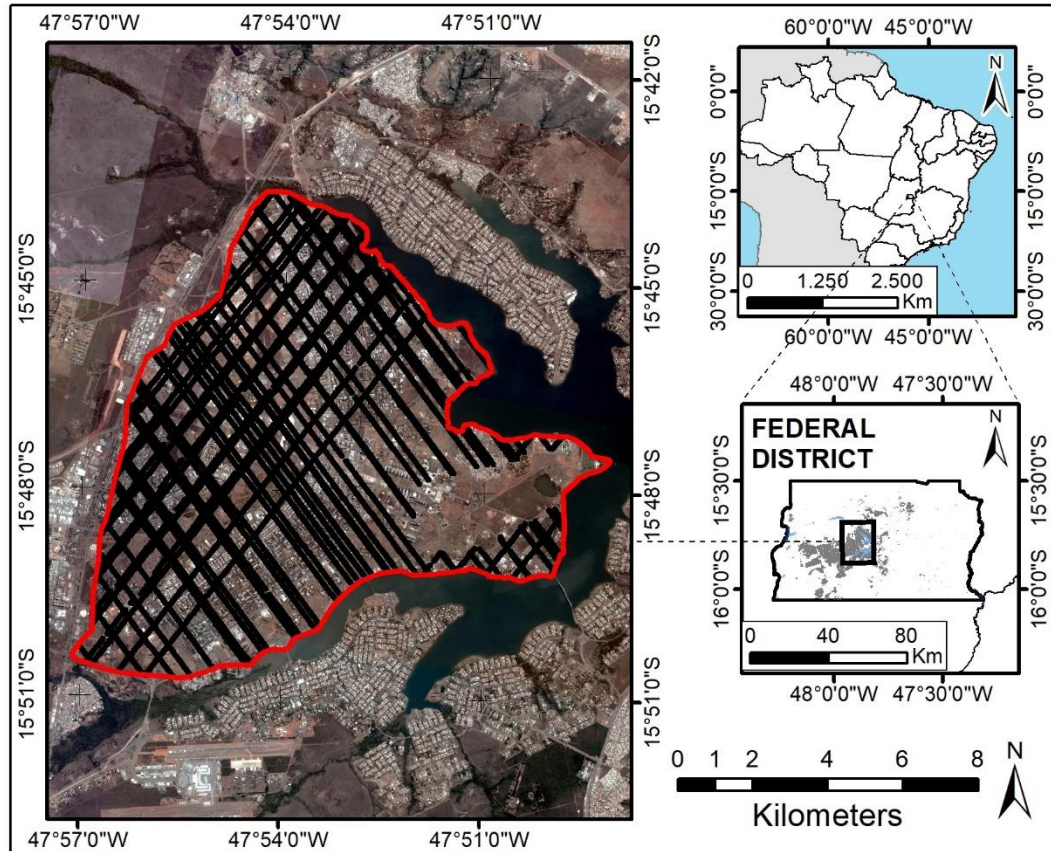 47°57'0"W 47°54'0"W 47°51'0"W
15°42'0"S
15°45'0"S 15°45'0"S
15°48'0"S 15°48'0"S
15°51'0"S 15°51'0"S
47°57'0"W 47°54'0"W 47°51'0"W
60°0'0"W 45°0'0"W
N
0°0'0" 0°0'0"
15°0'0"S 15°0'0"S
30°0'0"S 30°0'0"S
0 1.250 2.500
Km
60°0'0"W 45°0'0"W
48°0'0"W 47°30'0"W
FEDERAL
DISTRICT
N
15°30'0"S 15°30'0"S
16°0'0"S 16°0'0"S
0 40 80
Km
48°0'0"W 47°30'0"W
0 1 2 4 6 8
Kilometers
N